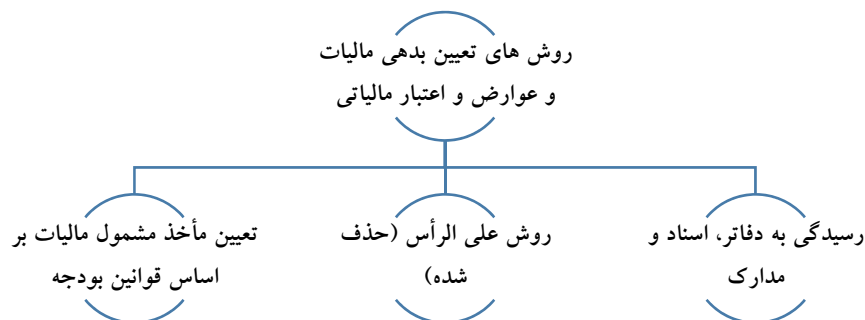 روش های تعیین بدهی مالیات
و عوارض و اعتبار مالیاتی
رسیدگی به دفاتر، اسناد و
مدارک
روش علی الرأس (حذف
شده)
تعیین مأخذ مشمول مالیات بر
اساس قوانین بودجه